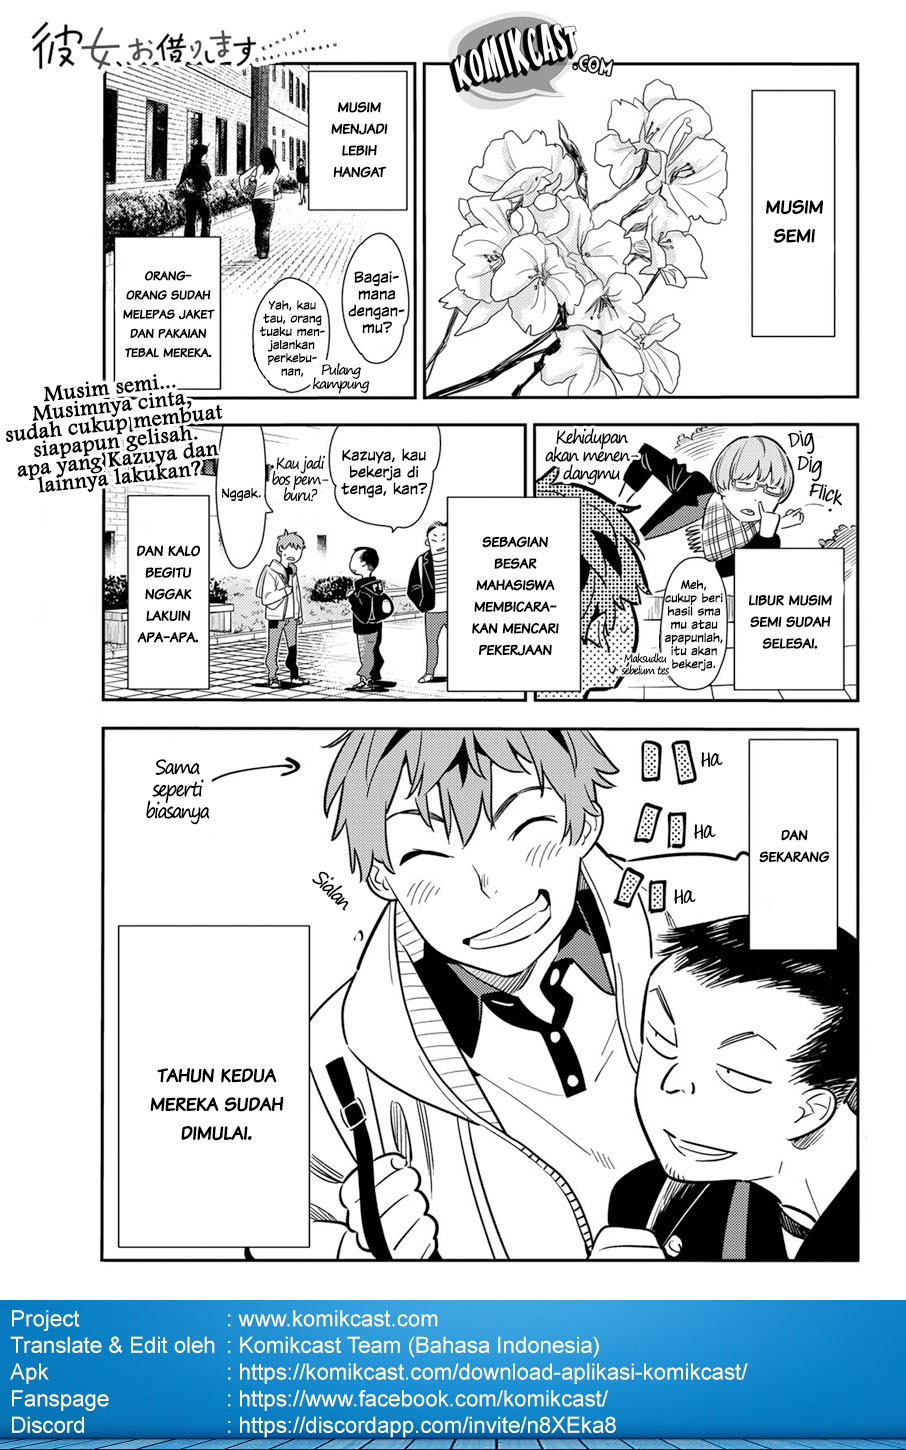 彼女、お借りします
KOMIKCAST
.COM
MUSIM
SEMI
MUSIM
MENJADI
LEBIH
HANGAT
Bagai-
mana
dengan-
mu?
Yah, kau
tau, orang
tuaku men-
jalankan
perkebu-
nan,
Pulang
kampung
ORANG-
ORANG SUDAH
MELEPAS JAKET
DAN PAKAIAN
TEBAL MEREKA.
Musim semi...
Musimnya cinta,
sudah cukup membuat
siapapun gelisah.
apa yang Kazuya dan
lainnya lakukan?
Dig
Dig
Flick
Kehidupan
akan menen-
dangmu
LIBUR MUSIM
SEMI SUDAH
SELESAI.
Meh,
cukup beri
hasil sma
mu atau
apapunlah,
itu akan
bekerja.
Maksudku
sebelum tes
SEBAGIAN
BESAR
MAHASISWA
MEMBICARA-
KAN MENCARI
PEKERJAAN
Kazuya, kau
bekerja di
tenga, kan?
Kau jadi
bos pem-
buru?
Nggak.
DAN KALO
BEGITU
NGGAK
LAKUIN
APA-APA.
DAN
SEKARANG
Ha
Ha
Ha
Sama
seperti
biasanya
Sialan
TAHUN KEDUA
MEREKA SUDAH
DIMULAI.
Project : www.komikcast.com
Translate & Edit oleh : Komikcast Team (Bahasa Indonesia)
Apk : https://komikcast.com/download-aplikasi-komikcast/
Fanspage : https://www.facebook.com/komikcast/
Discord : https://discordapp.com/invite/n8XEka8